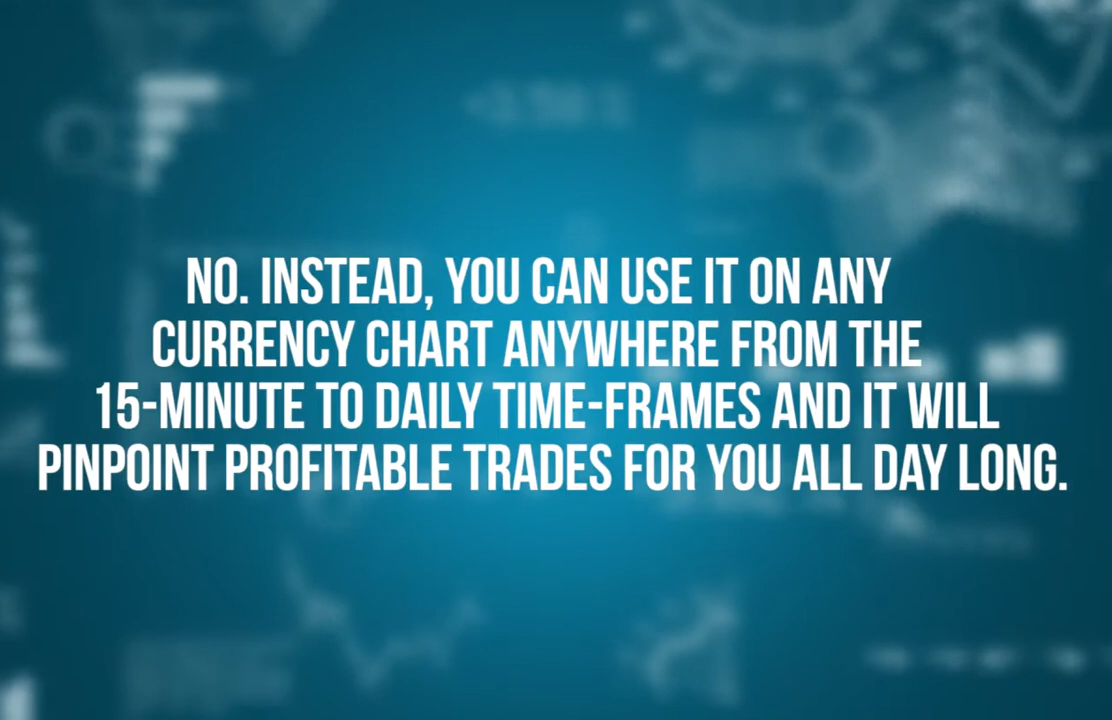 NO. INSTEAD, YOU CAN USE IT ON ANY
CURRENCY CHART ANYWHERE FROM THE
15-MINUTE TO DAILY TIME-FRAMES AND IT WILL
PINPOINT PROFITABLE TRADES FOR YOU ALL DAY LONG.